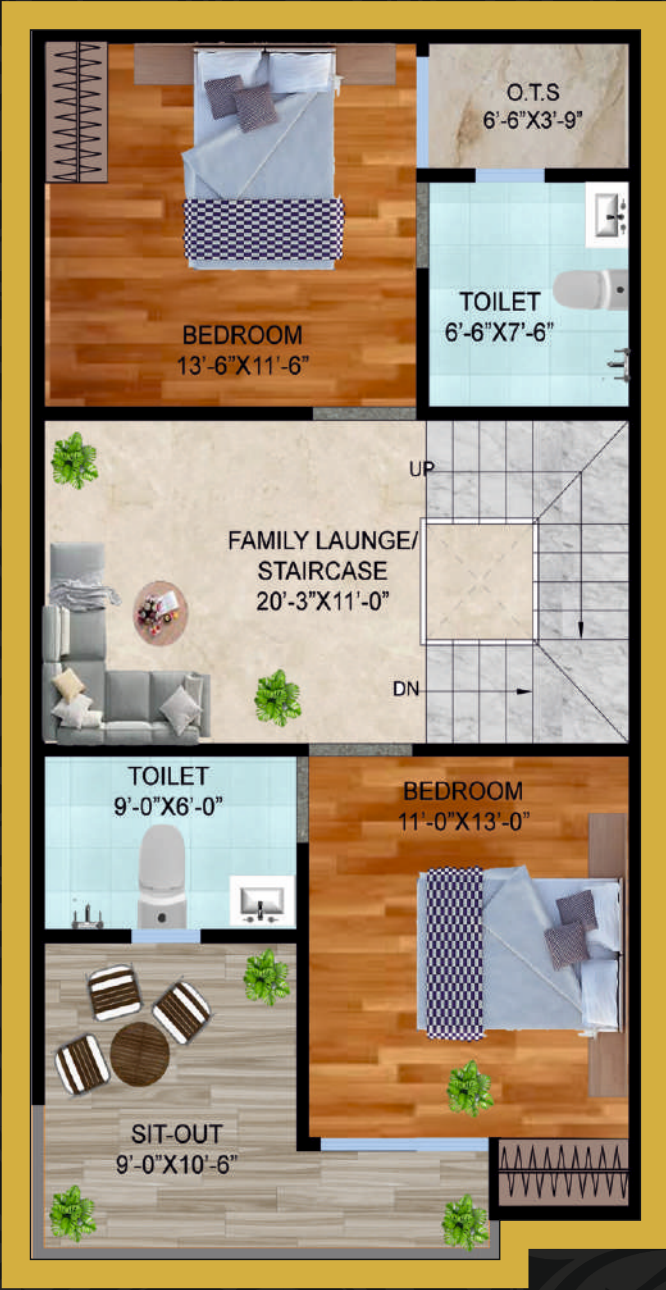 O.T.S
6'-6"X3'-9"
TOILET
6'-6"X7'-6"
BEDROOM
13'-6"X11'-6"
UP
FAMILY LAUNGE/
STAIRCASE
20'-3"X11'-0"
DN
TOILET
9'-0"X6'-0"
BEDROOM
11'-0"X13'-0"
SIT-OUT
9'-0"X10'-6"